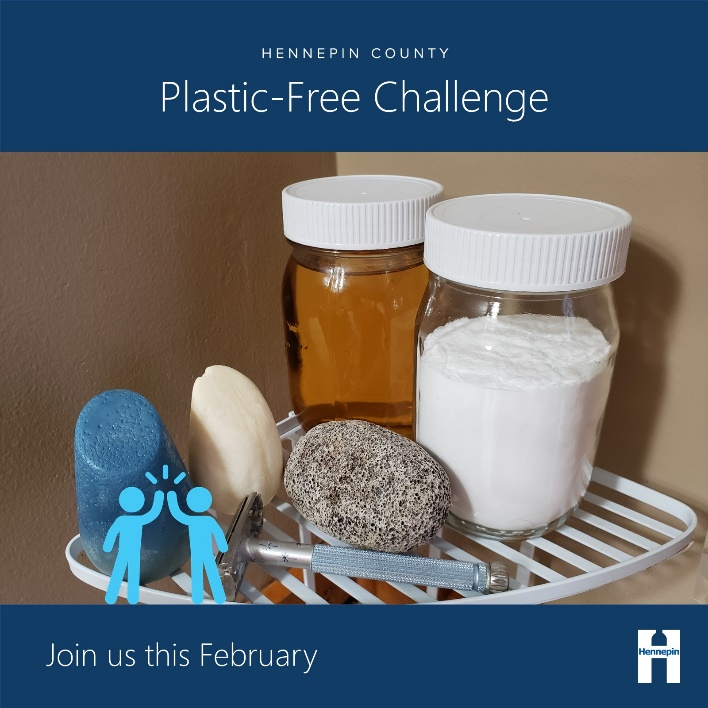 HENNEPIN COUNTY
Plastic-Free Challenge
Join us this February
Hennepin